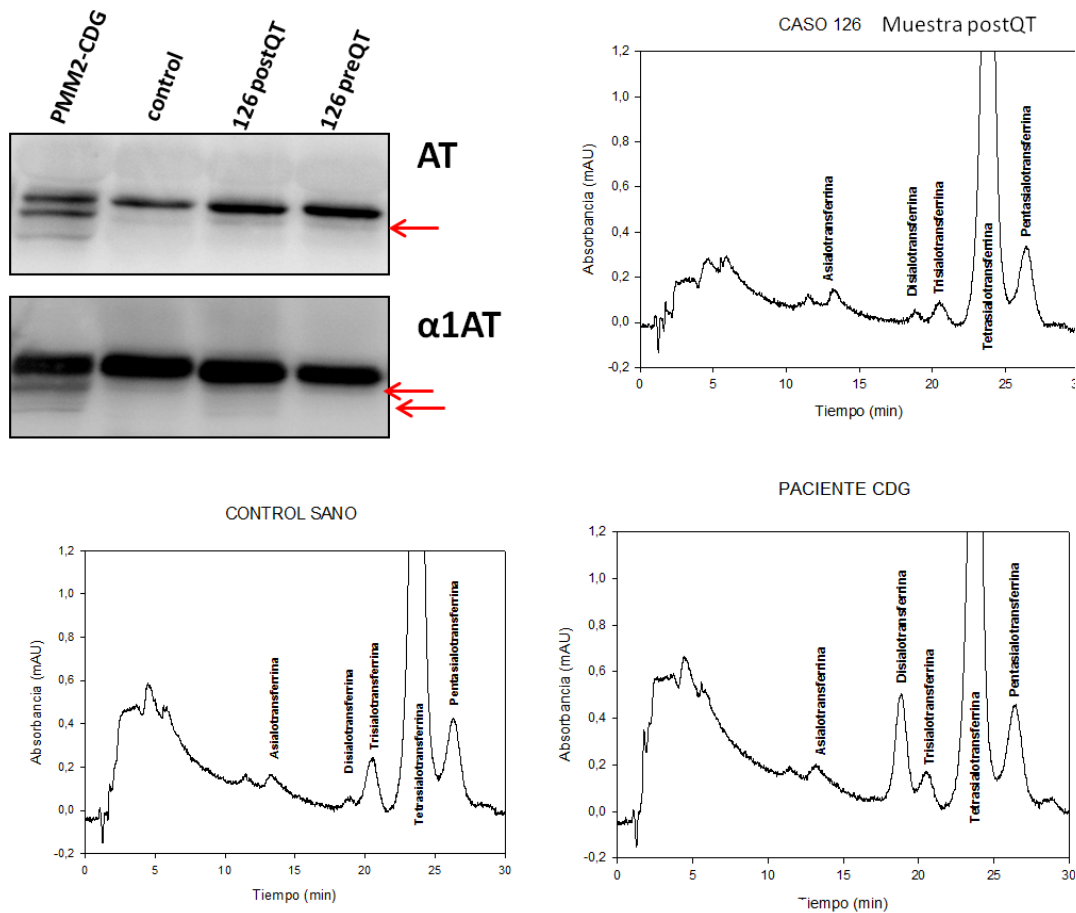 PMM2-CDG
control
126 postQT
126 preQT
AT
α1AT
CASO 126 Muestra postQT
Absorbancia (mAU)
1,2
1,0
0,8
0,6
0,4
0,2
0,0
-0,2
Asialotransferrina
Disialotransferrina
Trisialotransferrina
Tetrasialotransferrina
Pentasialotransferrina
0 5 10 15 20 25 30
Tiempo (min)
CONTROL SANO
Absorbancia (mAU)
1,2
1,0
0,8
0,6
0,4
0,2
0,0
-0,2
Asialotransferrina
Disialotransferrina
Trisialotransferrina
Tetrasialotransferrina
Pentasialotransferrina
0 5 10 15 20 25 30
Tiempo (min)
PACIENTE CDG
Absorbancia (mAU)
1,2
1,0
0,8
0,6
0,4
0,2
0,0
-0,2
Asialotransferrina
Disialotransferrina
Trisialotransferrina
Tetrasialotransferrina
Pentasialotransferrina
0 5 10 15 20 25 30
Tiempo (min)